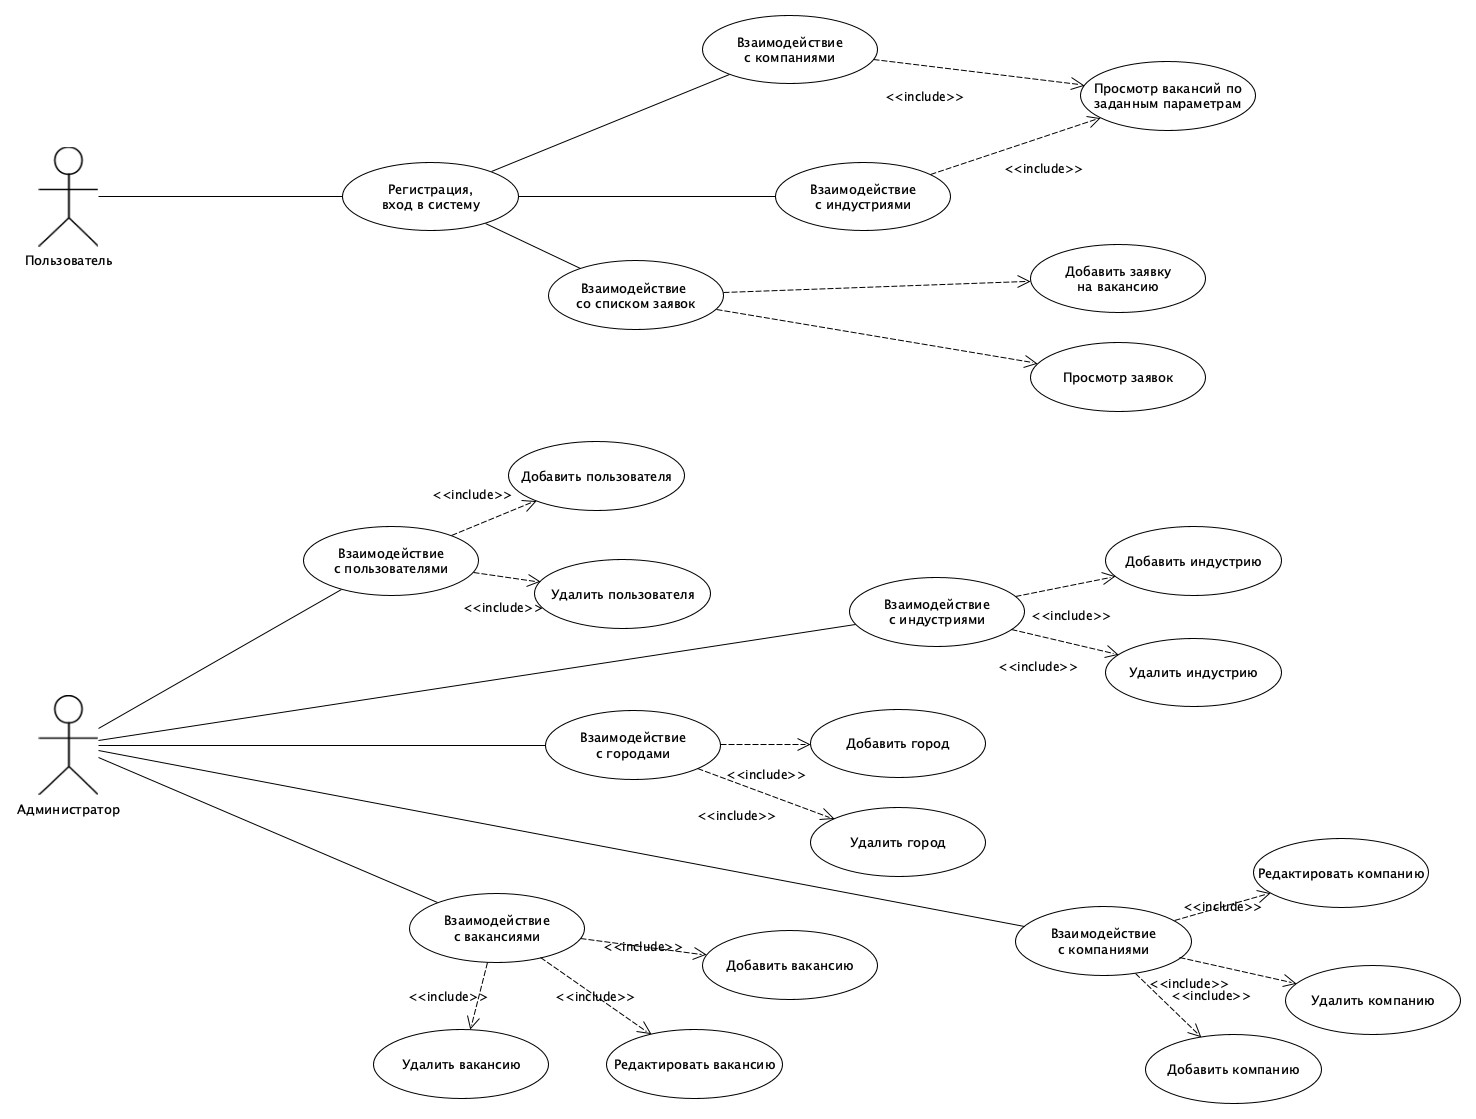 Взаимодействие
с компаниями
<<include>>
Просмотр вакансий по
заданным параметрам
<<include>>
Регистрация,
вход в систему
Взаимодействие
с индустриями
Пользователь
Взаимодействие
со списком заявок
Добавить заявку
на вакансию
Просмотр заявок
Добавить пользователя
<<include>>
Взаимодействие
с пользователями
Удалить пользователя
<<include>>
Добавить индустрию
Взаимодействие
с индустриями
<<include>>
<<include>>
Удалить индустрию
Взаимодействие
с городами
Добавить город
<<include>>
Администратор
<<include>>
Удалить город
Редактировать компанию
<<include>>
Взаимодействие
с вакансиями
Взаимодействие
с компаниями
<<include>>
Добавить вакансию
<<include>>
<<include>>
<<include>>
<<include>>
Удалить компанию
Удалить вакансию
Редактировать вакансию
Добавить компанию